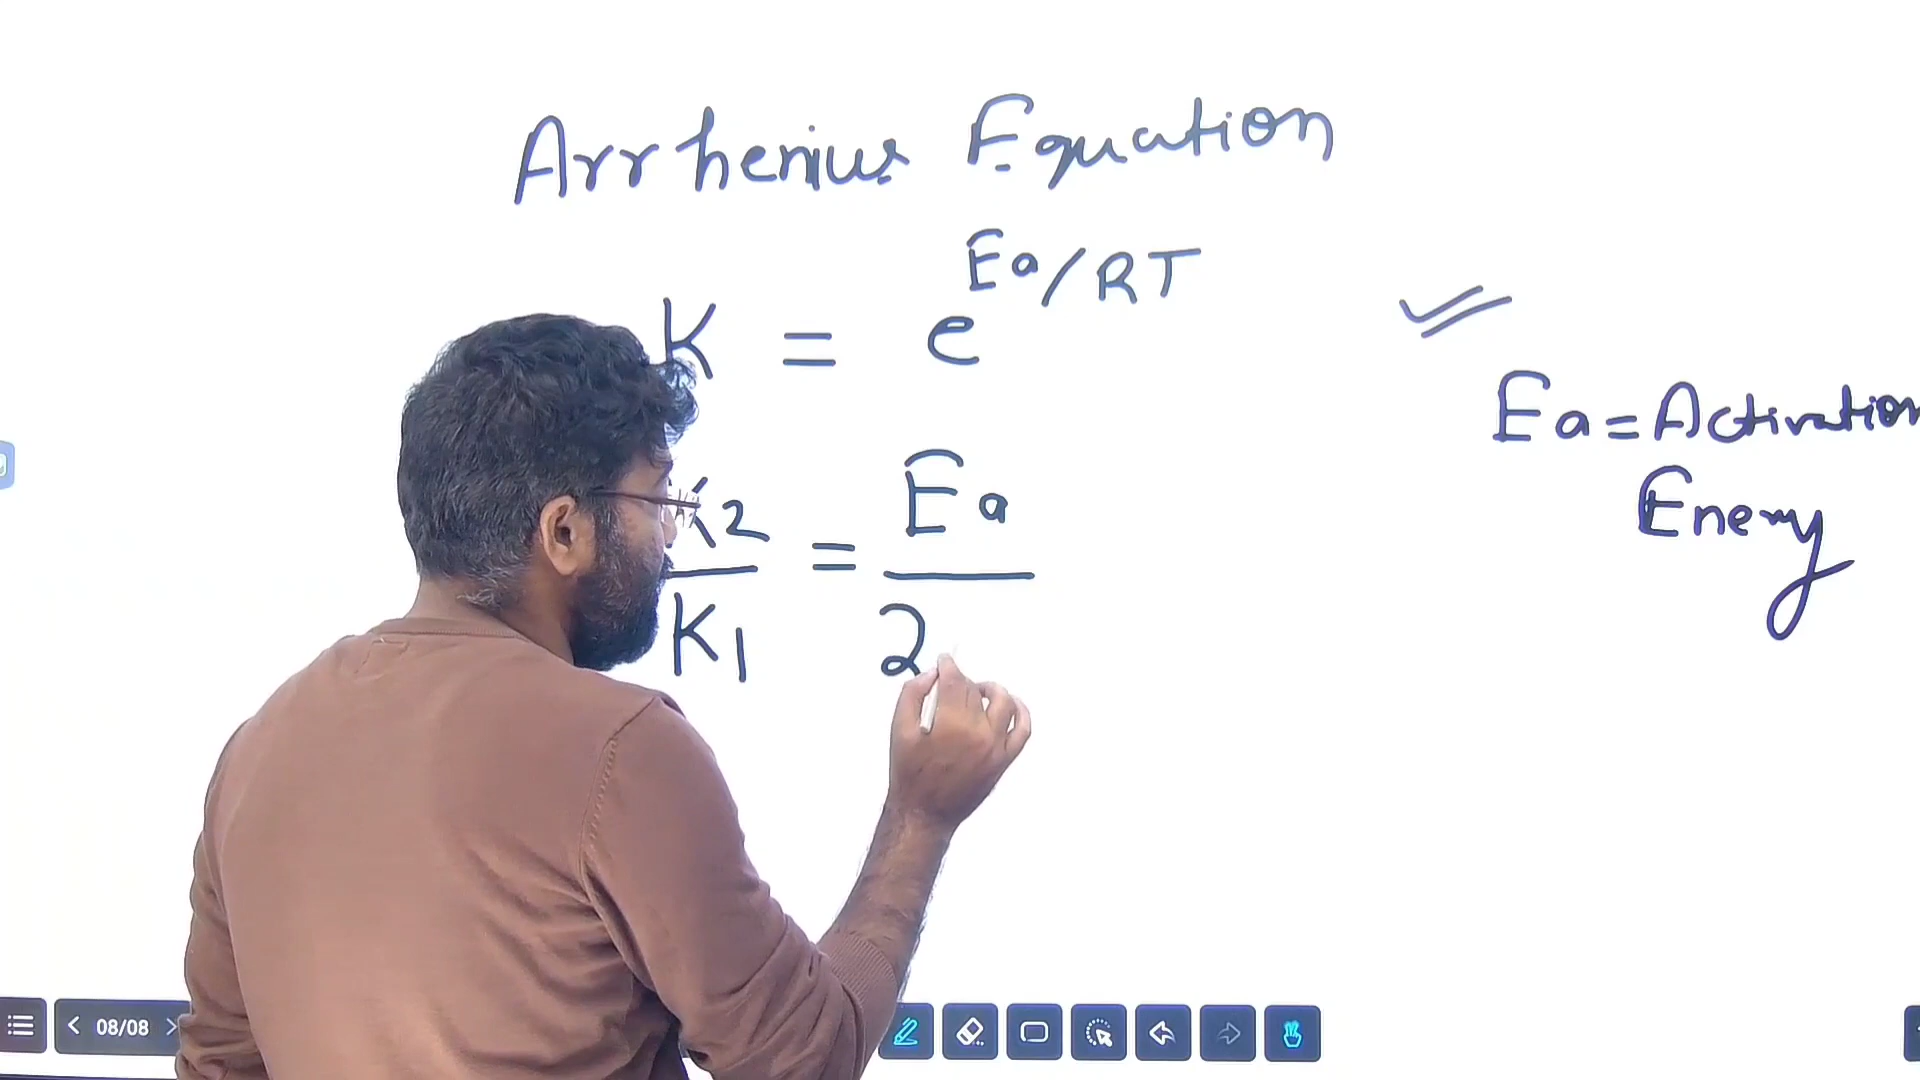 Arrhenius Equation
K = e^Ea/RT
Ea = Activation
Energy
K2/K1 = Ea/2
08/08